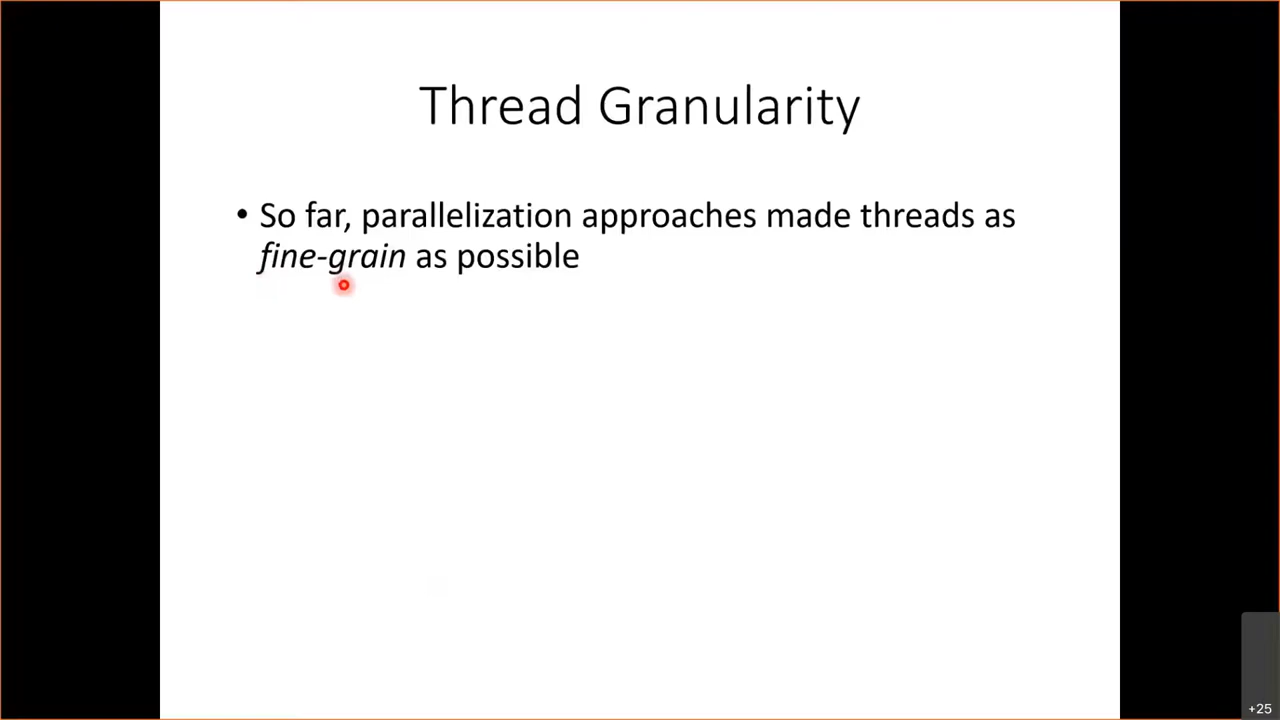 Thread Granularity
• So far, parallelization approaches made threads as
fine-grain as possible
+25